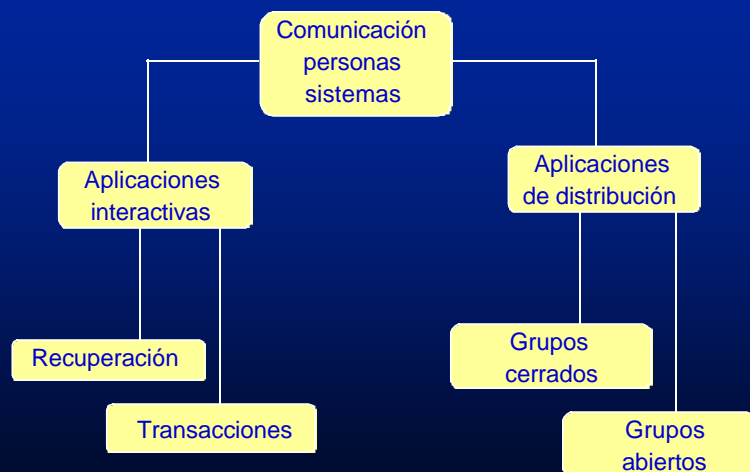 Comunicación
personas
sistemas
Aplicaciones
interactivas
Aplicaciones
de distribución
Recuperación
Transacciones
Grupos
cerrados
Grupos
abiertos